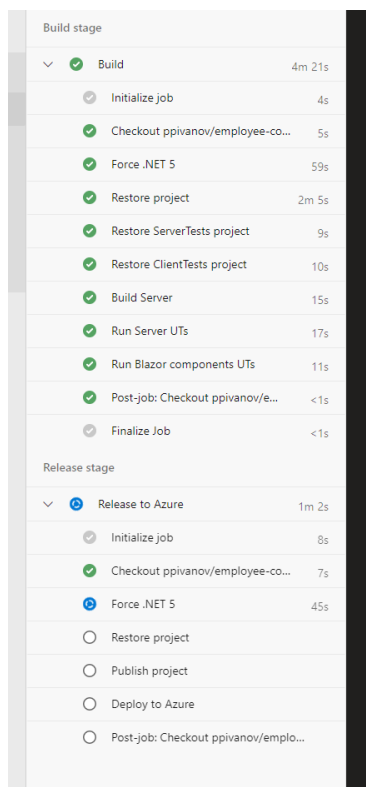 Build stage
Build 4m 21s
Initialize job 4s
Checkout ppivanov/employee-co... 5s
Force .NET 5 59s
Restore project 2m 5s
Restore ServerTests project 9s
Restore ClientTests project 10s
Build Server 15s
Run Server UTs 17s
Run Blazor components UTs 11s
Post-job: Checkout ppivanov/e... <1s
Finalize Job <1s
Release stage
Release to Azure 1m 2s
Initialize job 8s
Checkout ppivanov/employee-co... 7s
Force .NET 5 45s
Restore project
Publish project
Deploy to Azure
Post-job: Checkout ppivanov/emplo...